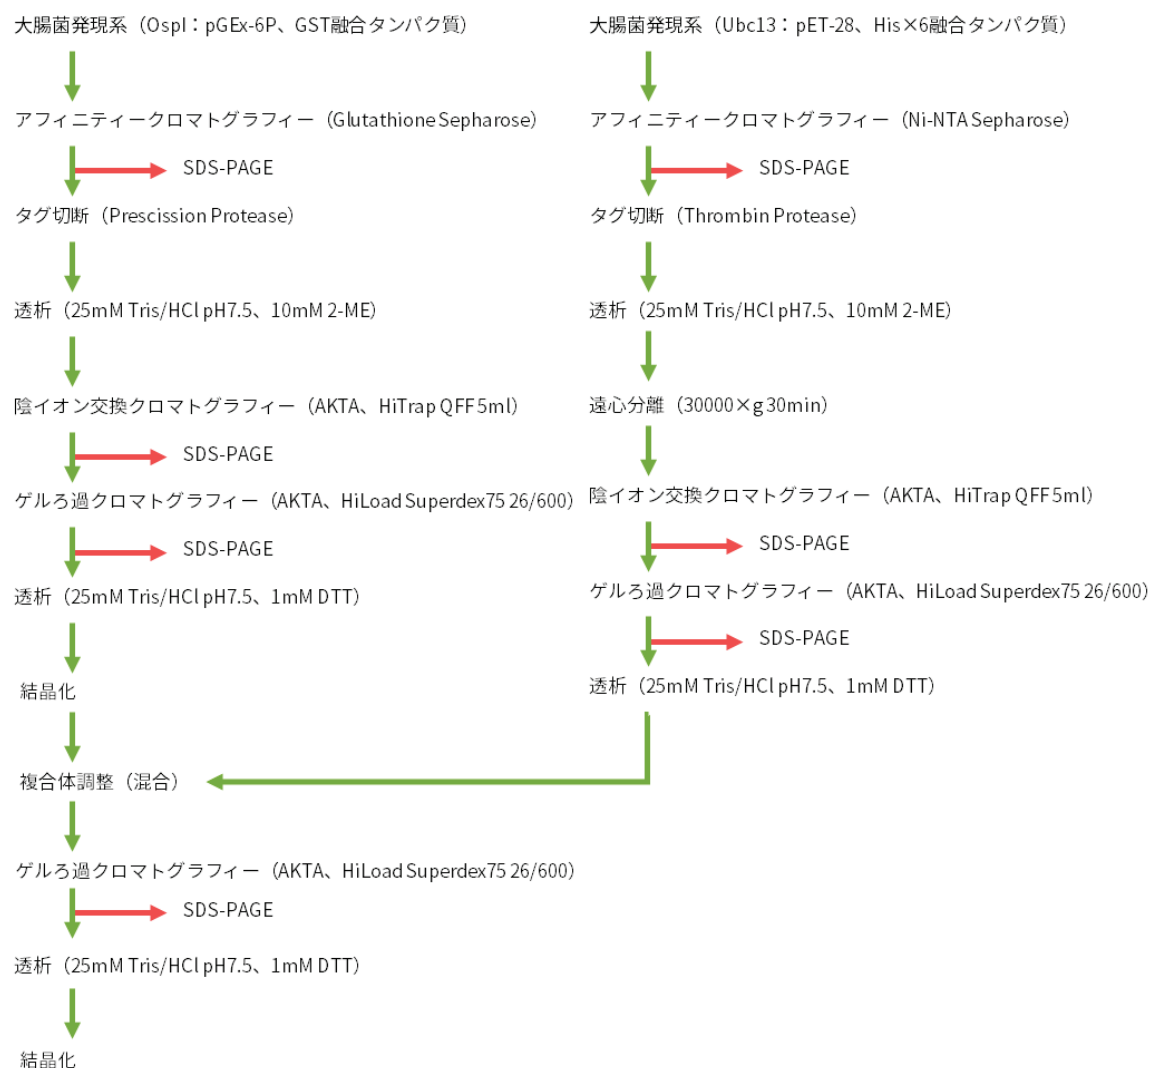 大腸菌発現系（OspI：pGEx-6P、GST融合タンパク質）
アフィニティークロマトグラフィー（Glutathione Sepharose）
SDS-PAGE
タグ切断（Prescission Protease）
透析（25mM Tris/HCl pH7.5、10mM 2-ME）
陰イオン交換クロマトグラフィー（AKTA、HiTrap QFF 5ml）
SDS-PAGE
ゲルろ過クロマトグラフィー（AKTA、HiLoad Superdex75 26/600）
SDS-PAGE
透析（25mM Tris/HCl pH7.5、1mM DTT）
結晶化
大腸菌発現系（Ubc13：pET-28、His×6融合タンパク質）
アフィニティークロマトグラフィー（Ni-NTA Sepharose）
SDS-PAGE
タグ切断（Thrombin Protease）
透析（25mM Tris/HCl pH7.5、10mM 2-ME）
遠心分離（30000×g 30min）
陰イオン交換クロマトグラフィー（AKTA、HiTrap QFF 5ml）
SDS-PAGE
ゲルろ過クロマトグラフィー（AKTA、HiLoad Superdex75 26/600）
SDS-PAGE
透析（25mM Tris/HCl pH7.5、1mM DTT）
複合体調整（混合）
ゲルろ過クロマトグラフィー（AKTA、HiLoad Superdex75 26/600）
SDS-PAGE
透析（25mM Tris/HCl pH7.5、1mM DTT）
結晶化